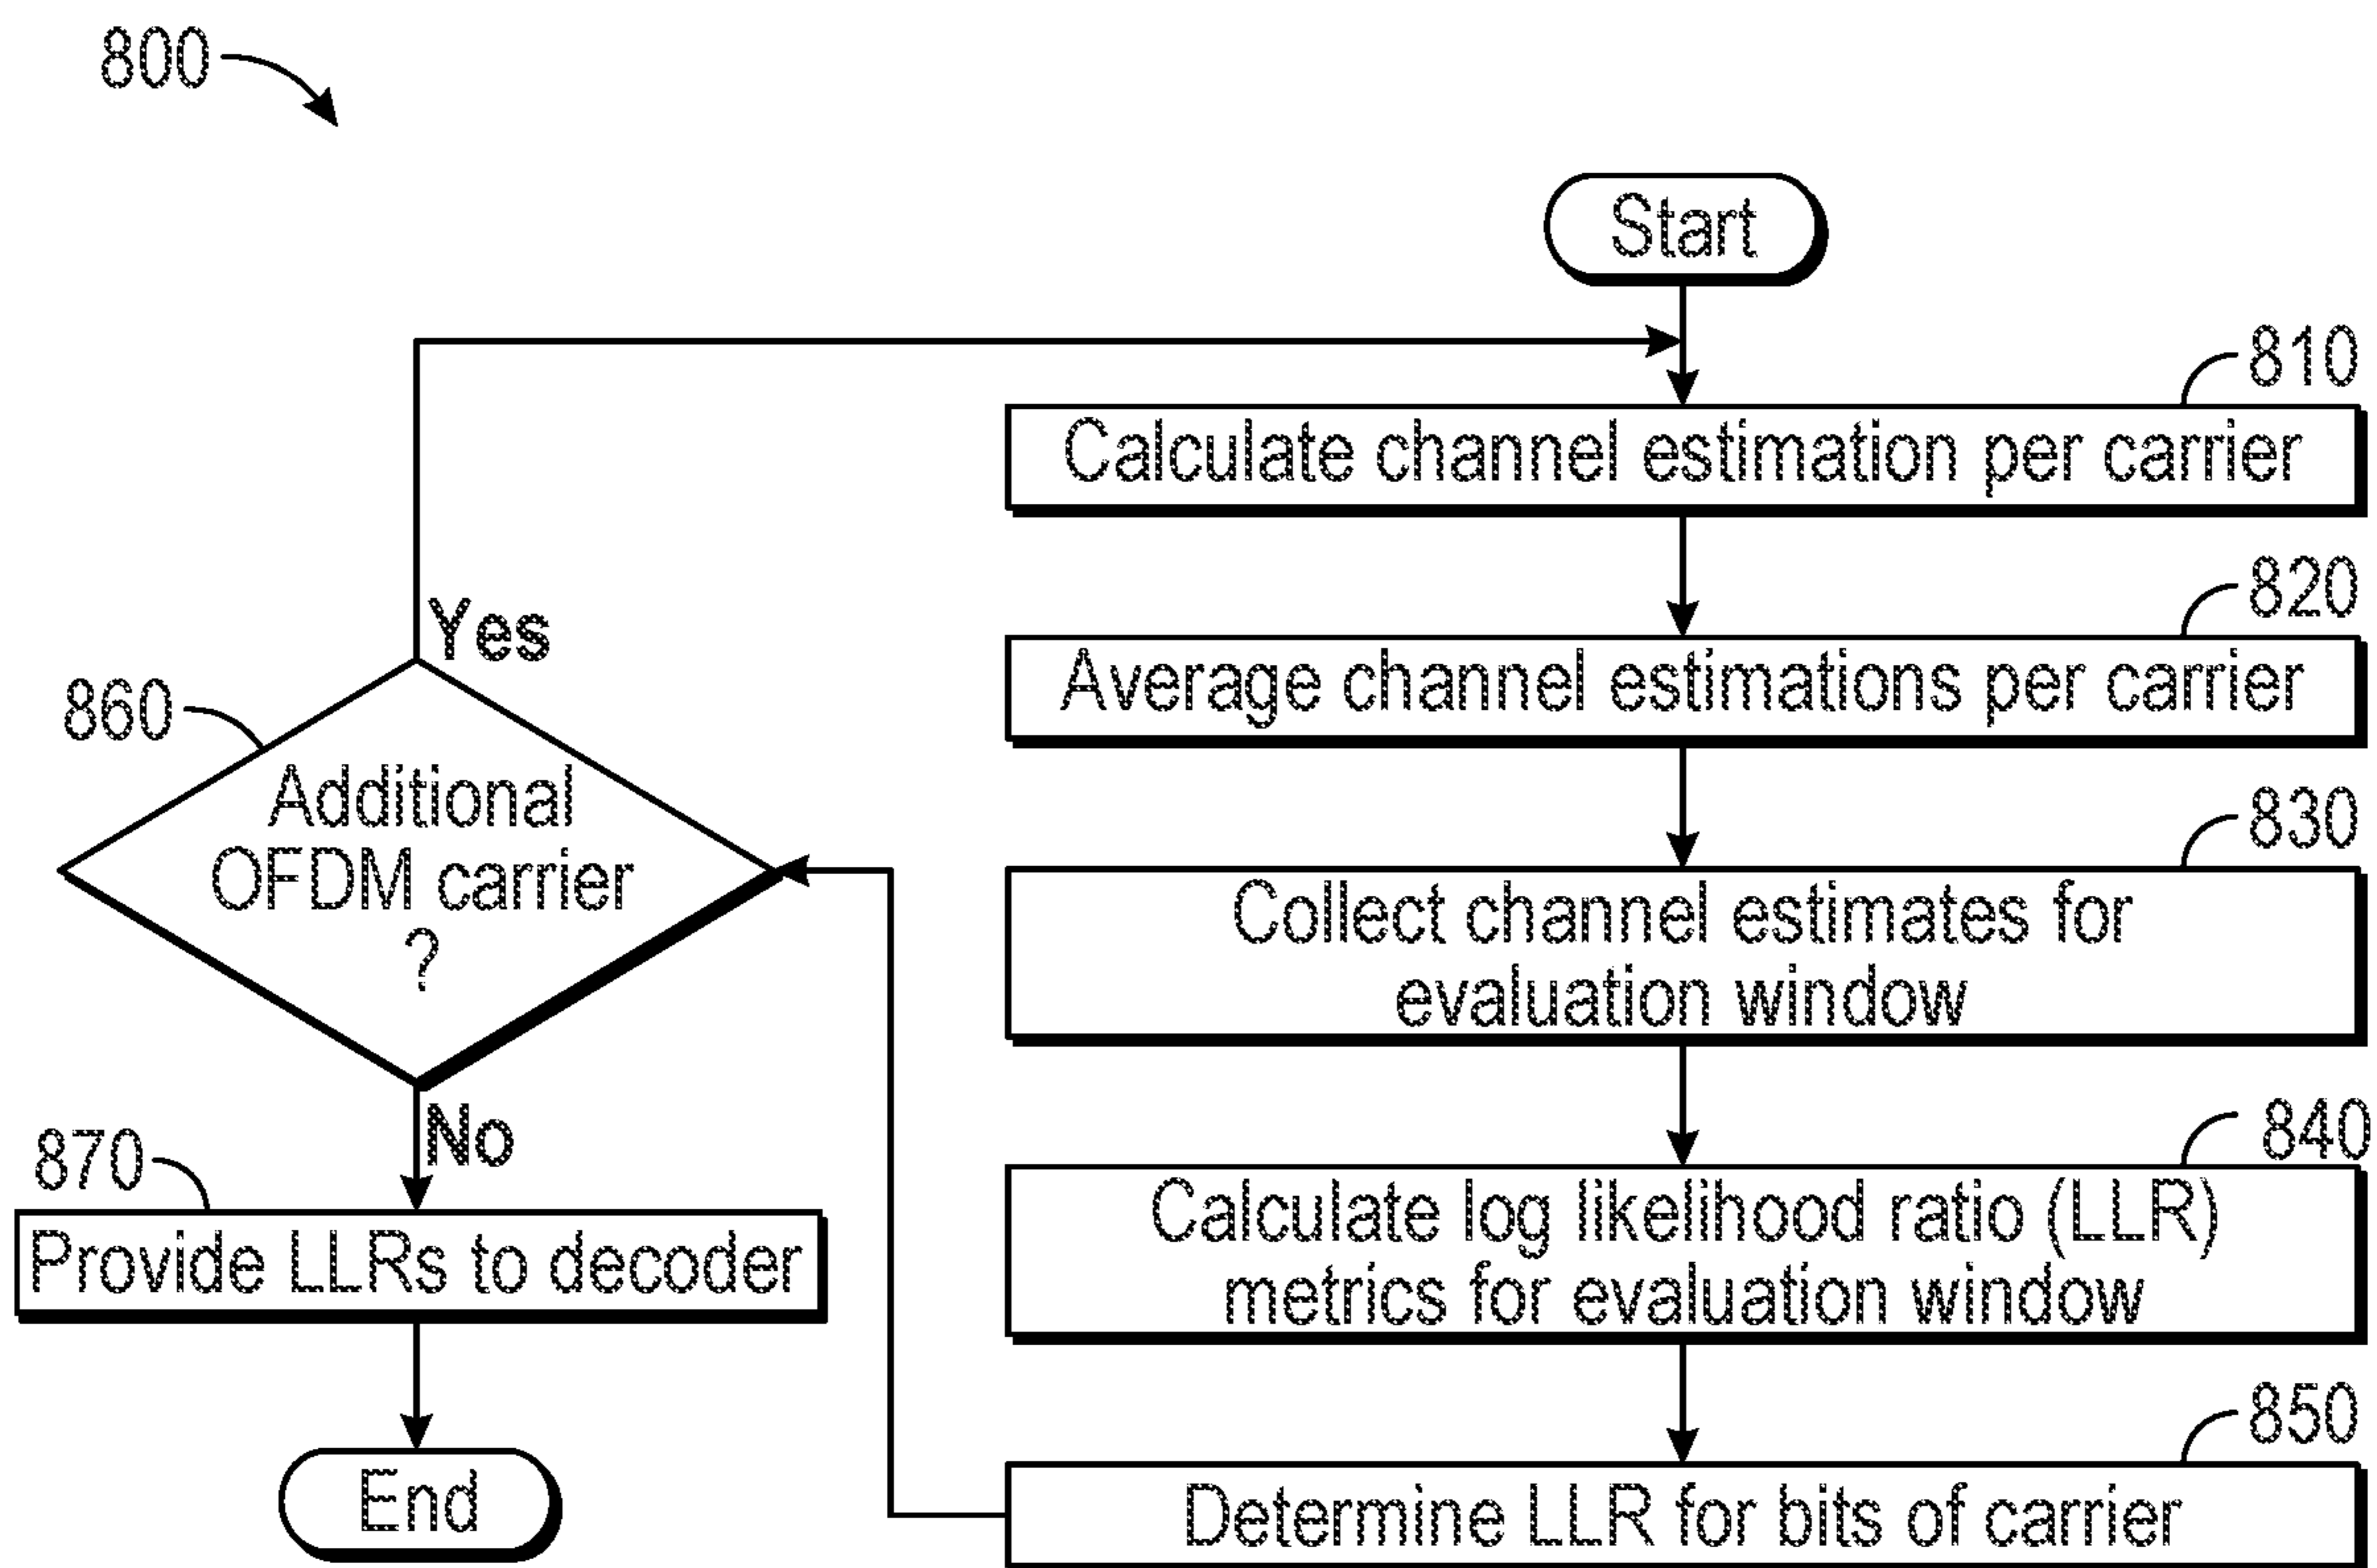 800
Start
810
Calculate channel estimation per carrier
820
Average channel estimations per carrier
830
Collect channel estimates for
evaluation window
840
Calculate log likelihood ratio (LLR)
metrics for evaluation window
850
Determine LLR for bits of carrier
860
Additional
OFDM carrier
?
Yes
No
870
Provide LLRs to decoder
End